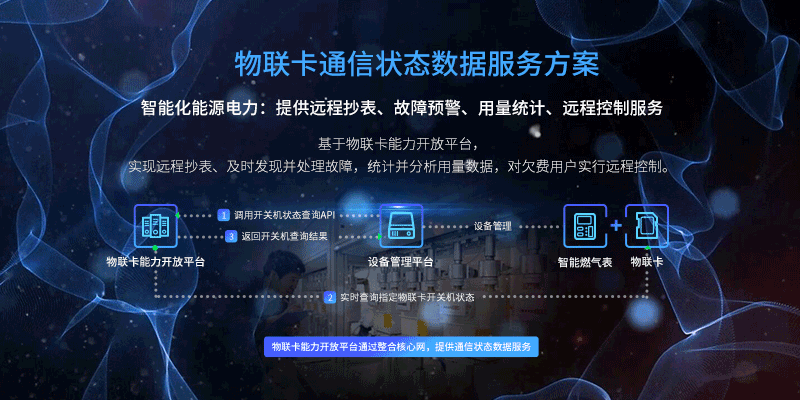 物联卡通信状态数据服务方案
智能化能源电力：提供远程抄表、故障预警、用量统计、远程控制服务
基于物联卡能力开放平台，
实现远程抄表、及时发现并处理故障，统计并分析用量数据，对欠费用户实行远程控制。
1 调用开关机状态查询API
3 返回开关机查询结果
设备管理
+
物联卡能力开放平台
设备管理平台
智能燃气表
物联卡
2 实时查询指定物联卡开关机状态
物联卡能力开放平台通过整合核心网，提供通信状态数据服务